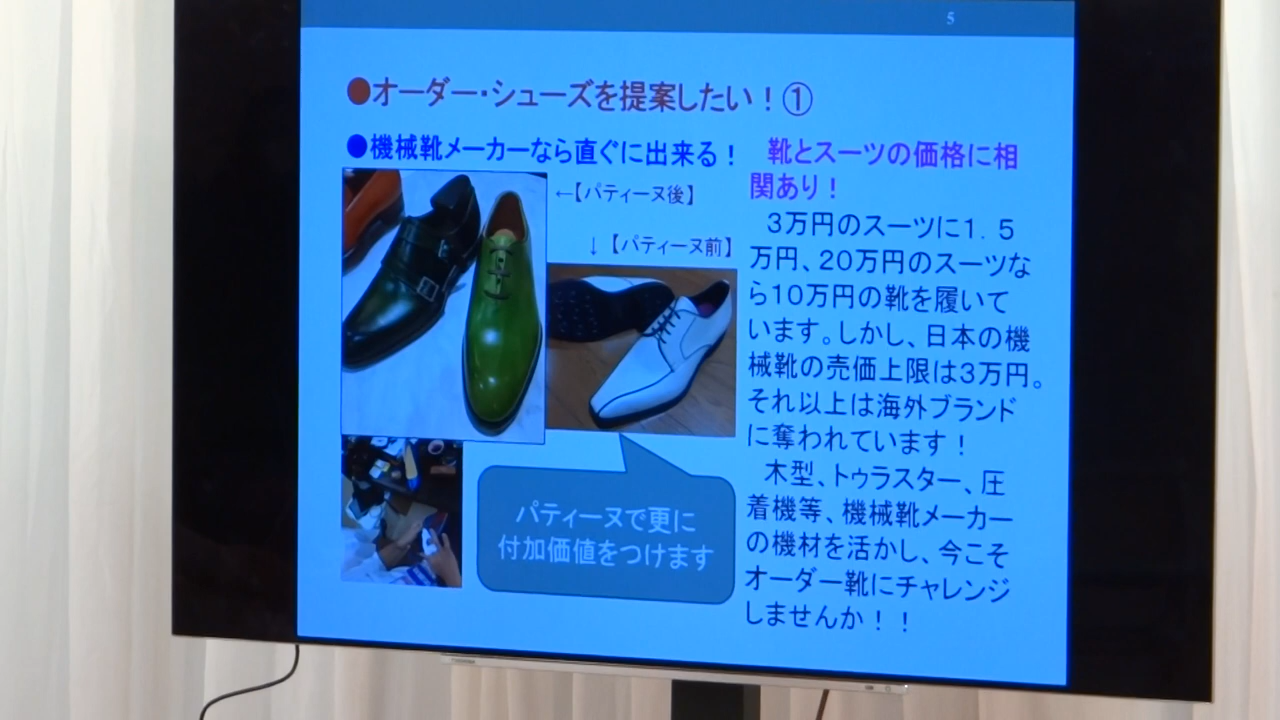 5
●オーダー・シューズを提案したい！①
●機械靴メーカーなら直ぐに出来る！
←【パティーヌ後】
↓【パティーヌ前】
パティーヌで更に
付加価値をつけます
靴とスーツの価格に相
関あり！
3万円のスーツに1．5
万円、20万円のスーツな
ら10万円の靴を履いて
います。しかし、日本の機
械靴の売価上限は3万円。
それ以上は海外ブランド
に奪われています！
木型、トゥラスター、圧
着機等、機械靴メーカー
の機材を活かし、今こそ
オーダー靴にチャレンジ
しませんか！！